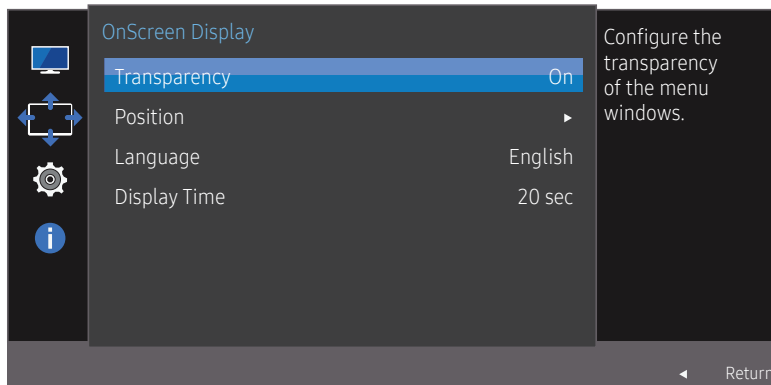 OnScreen Display
Transparency On
Position ▸
Language English
Display Time 20 sec
Configure the
transparency
of the menu
windows.
i
◂ Return